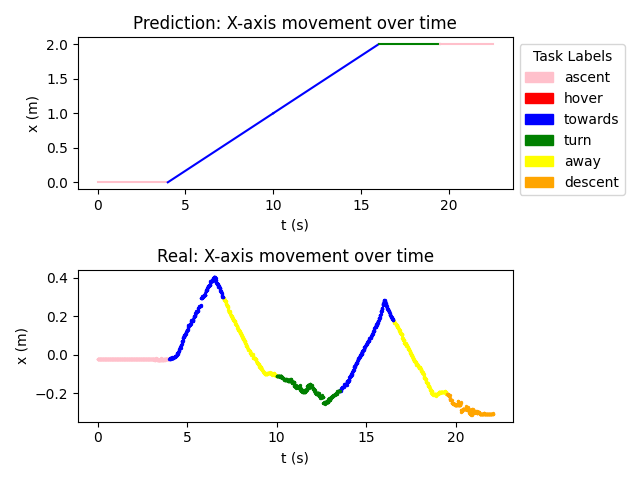 Prediction: X-axis movement over time
2.0
1.5
1.0
0.5
0.0
x (m)
0 5 10 15 20
t (s)
Task Labels
ascent
hover
towards
turn
away
descent
Real: X-axis movement over time
0.4
0.2
0.0
−0.2
x (m)
0 5 10 15 20
t (s)